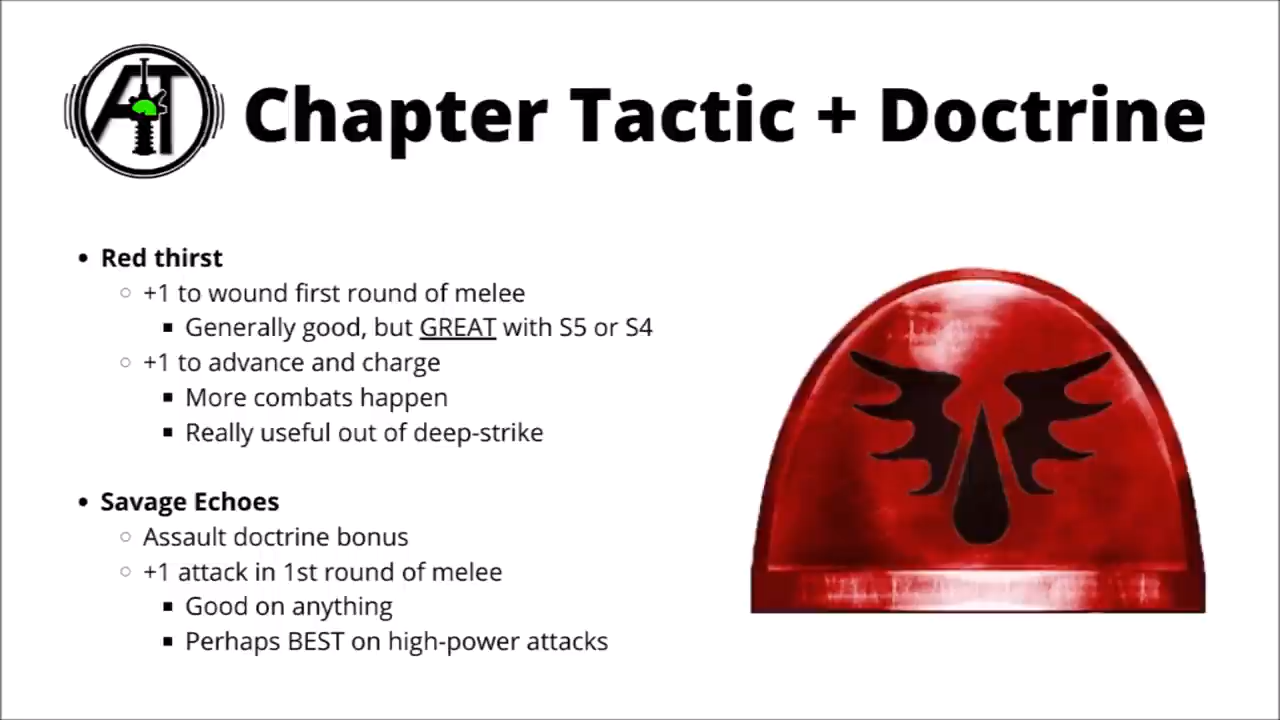 AT
Chapter Tactic + Doctrine
• Red thirst
○ +1 to wound first round of melee
▪ Generally good, but GREAT with S5 or S4
○ +1 to advance and charge
▪ More combats happen
▪ Really useful out of deep-strike
• Savage Echoes
○ Assault doctrine bonus
○ +1 attack in 1st round of melee
▪ Good on anything
▪ Perhaps BEST on high-power attacks